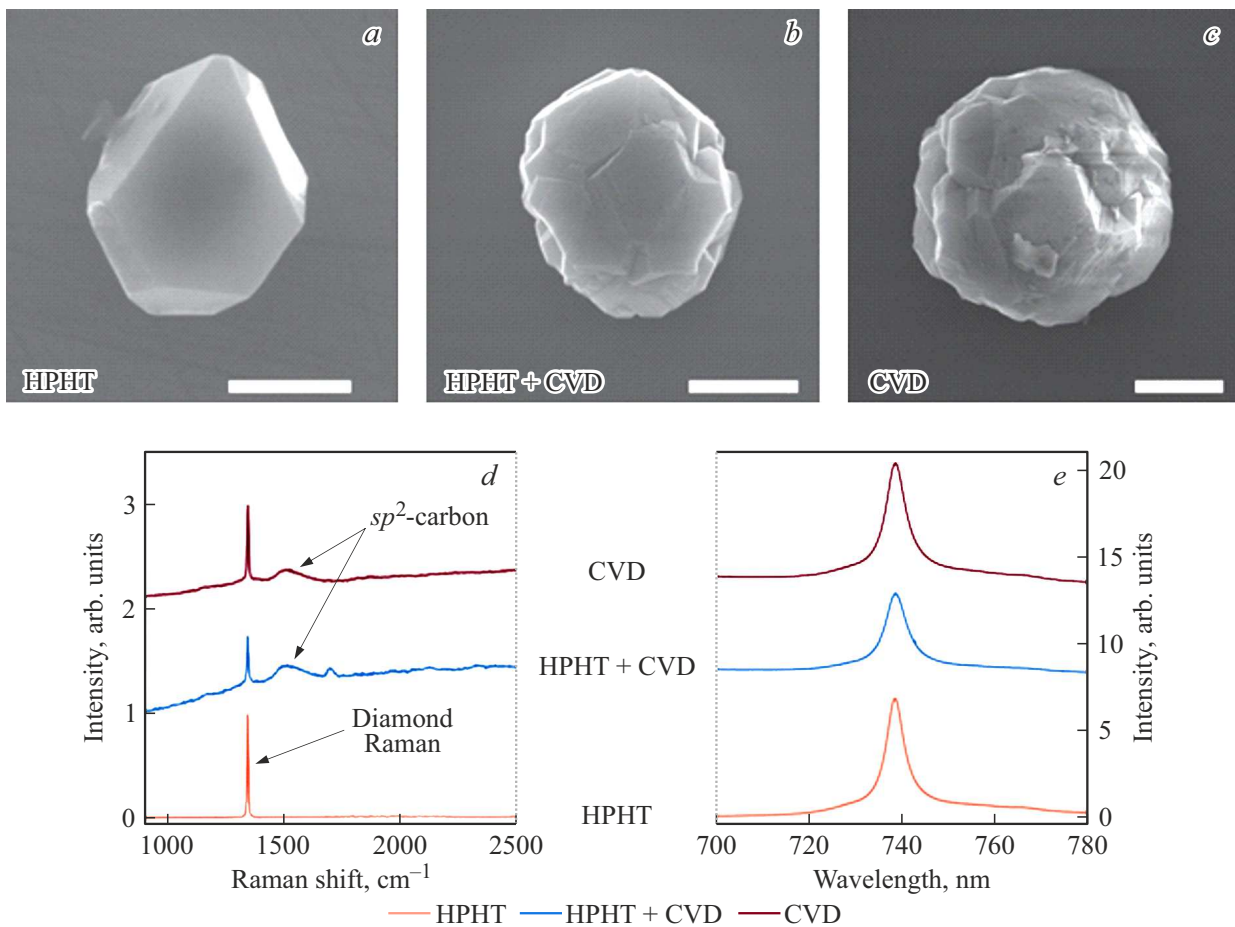 a
b
c
HPHT
HPHT + CVD
CVD
d
e
3
2
1
0
20
15
10
5
0
sp²-carbon
Diamond
Raman
CVD
HPHT + CVD
HPHT
Intensity, arb. units
Intensity, arb. units
1000
1500
2000
2500
700
720
740
760
780
Raman shift, cm⁻¹
Wavelength, nm
HPHT
HPHT + CVD
CVD